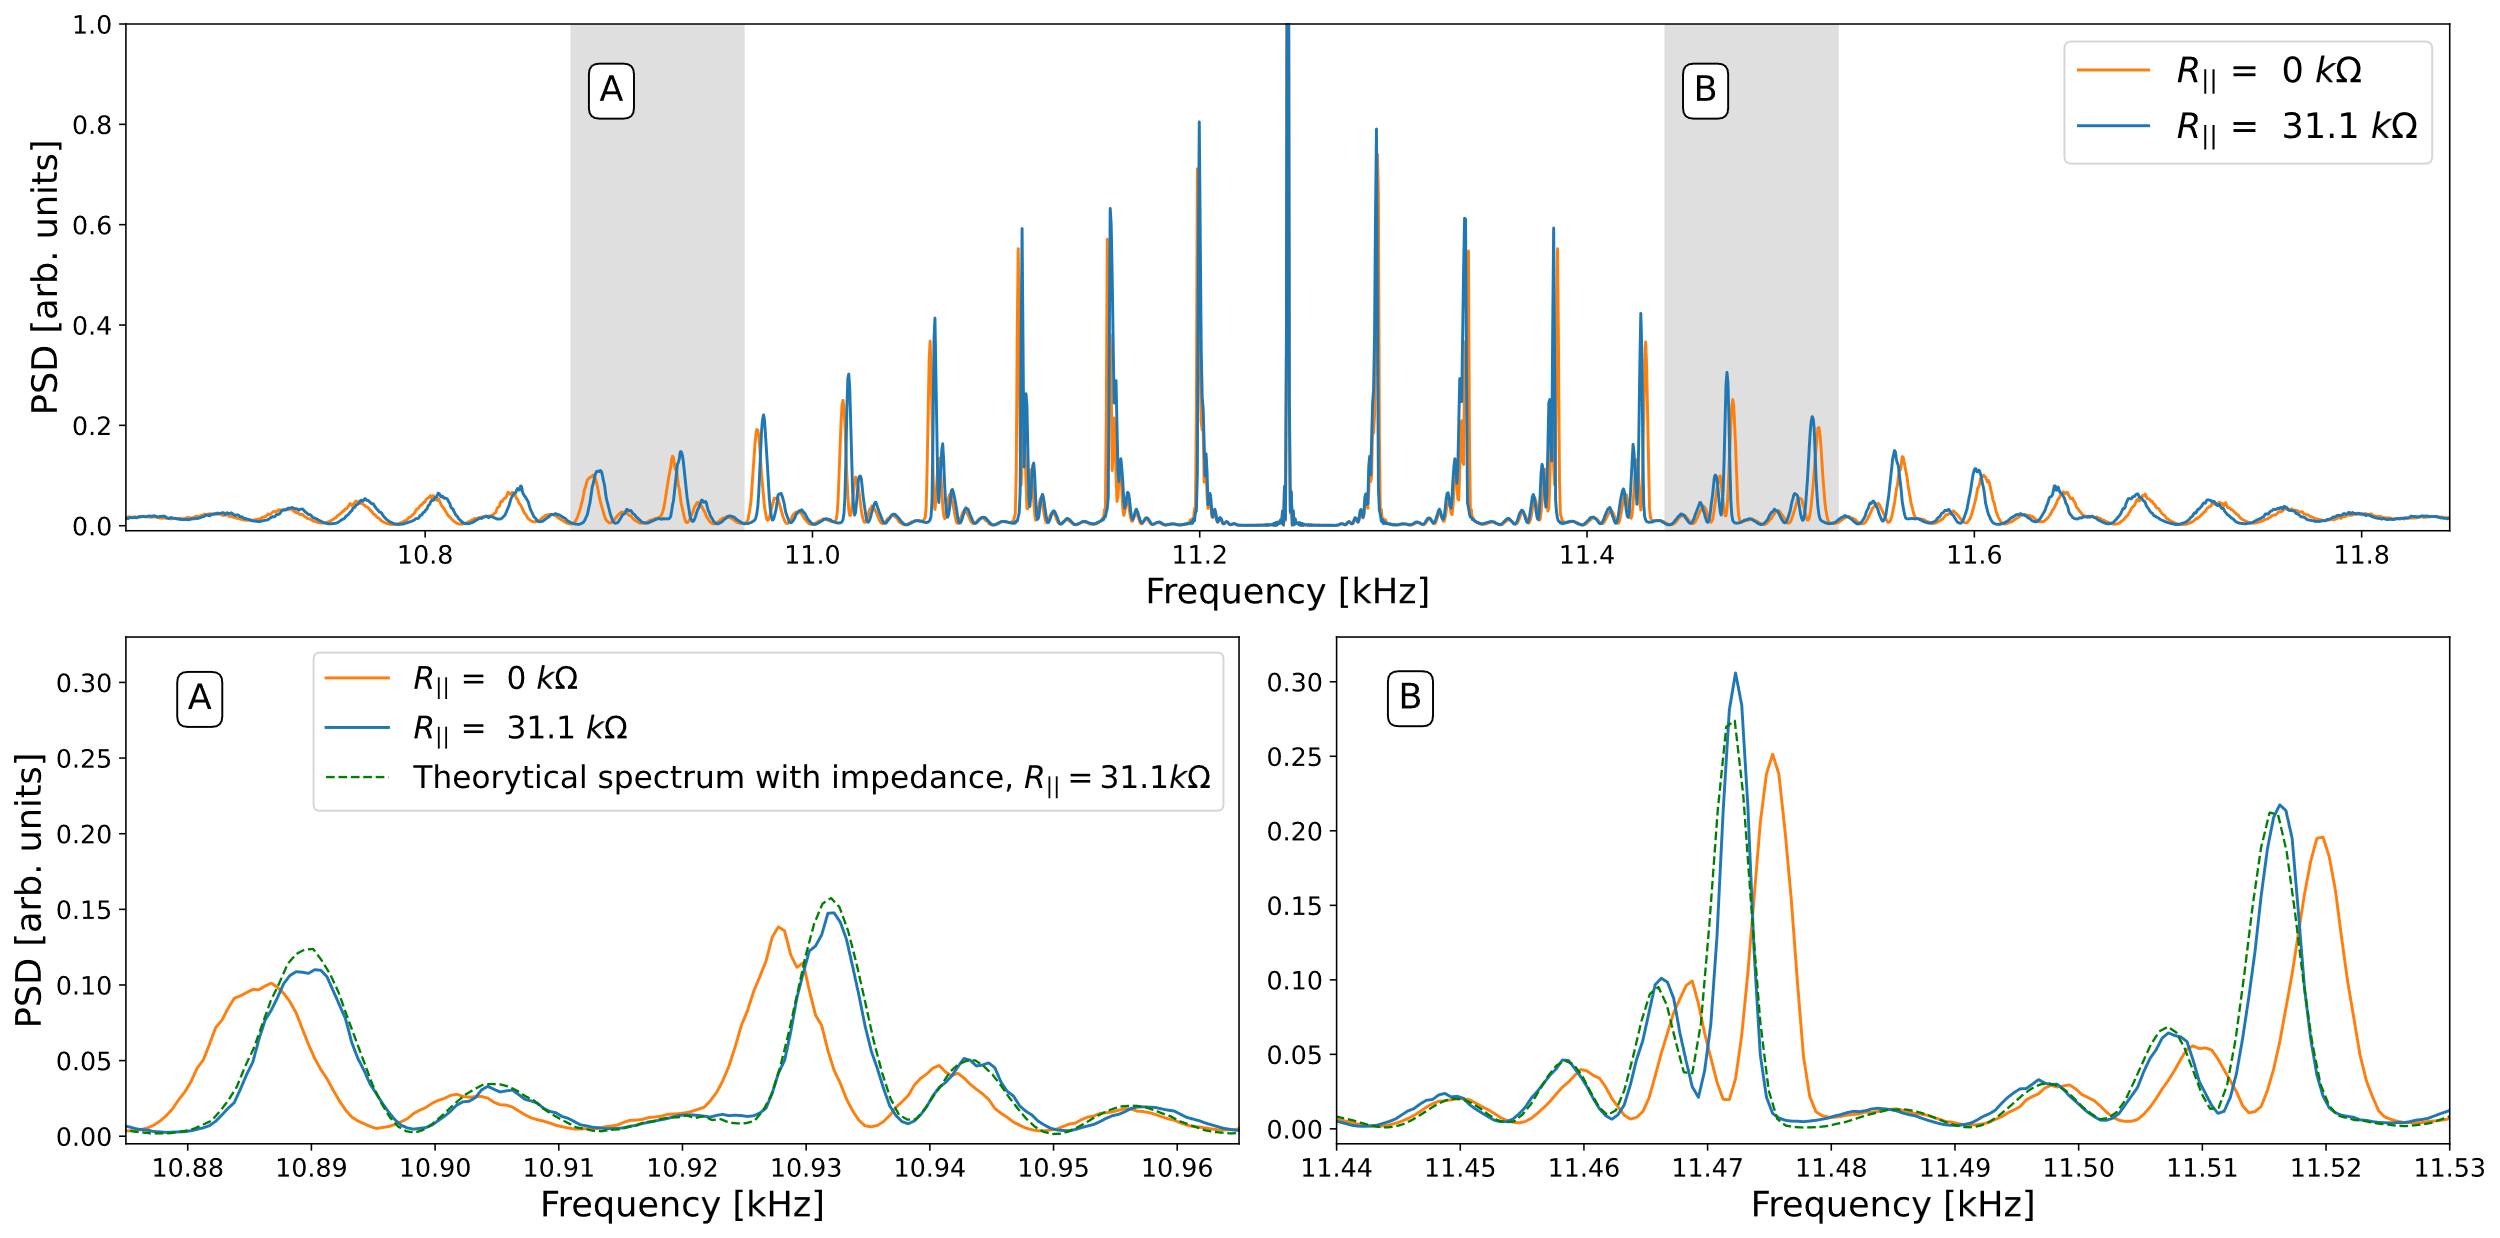 1.0
0.8
0.6
0.4
0.2
0.0
PSD [arb. units]
A
B
R|| = 0 kΩ
R|| = 31.1 kΩ
10.8 11.0 11.2 11.4 11.6 11.8
Frequency [kHz]
0.30
0.25
0.20
0.15
0.10
0.05
0.00
PSD [arb. units]
A
R|| = 0 kΩ
R|| = 31.1 kΩ
Theorytical spectrum with impedance, R|| = 31.1kΩ
10.88 10.89 10.90 10.91 10.92 10.93 10.94 10.95 10.96
Frequency [kHz]
0.30
0.25
0.20
0.15
0.10
0.05
0.00
B
11.44 11.45 11.46 11.47 11.48 11.49 11.50 11.51 11.52 11.53
Frequency [kHz]